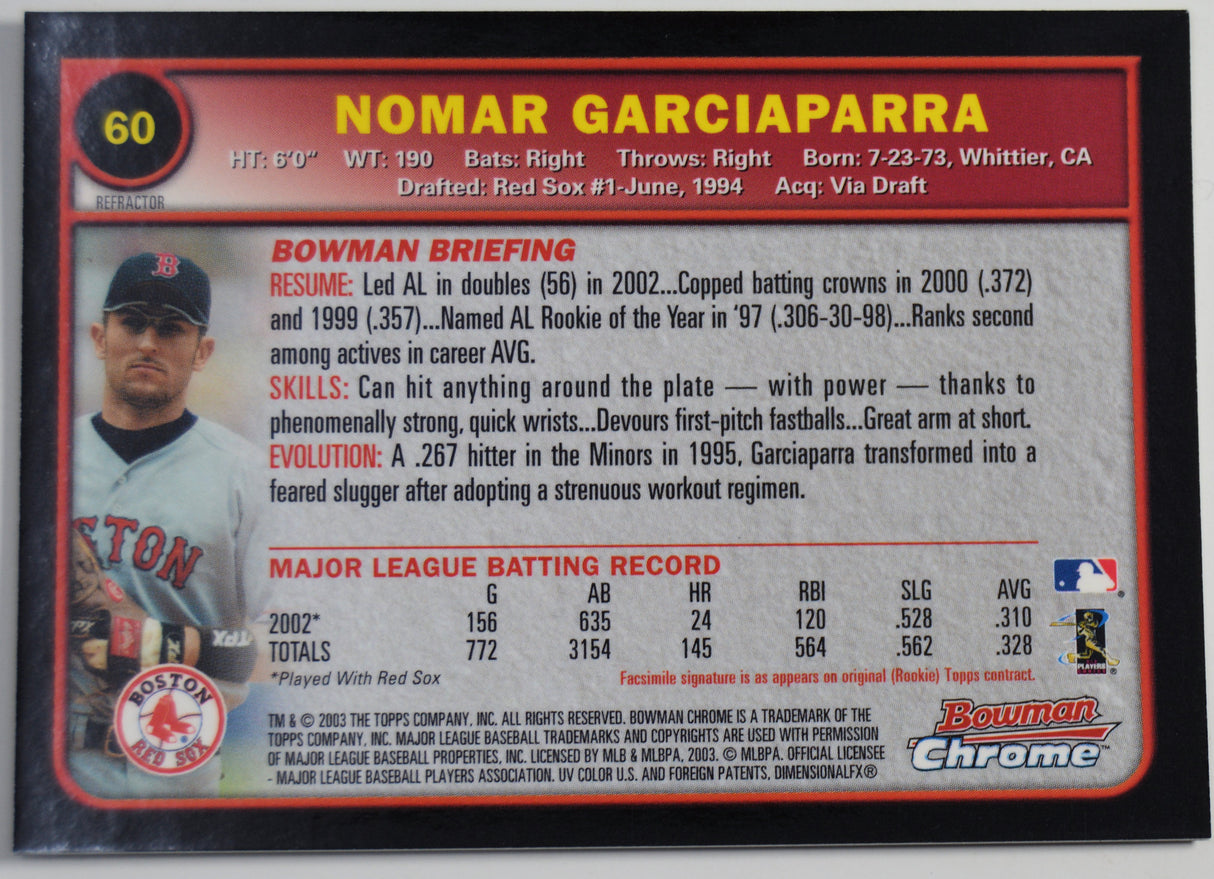 60
NOMAR GARCIAPARRA
HT: 6'0" WT: 190 Bats: Right Throws: Right Born: 7-23-73, Whittier, CA
Drafted: Red Sox #1-June, 1994 Acq: Via Draft
REFRACTOR
B
BOWMAN BRIEFING
RESUME: Led AL in doubles (56) in 2002...Copped batting crowns in 2000 (.372)
and 1999 (.357)...Named AL Rookie of the Year in '97 (.306-30-98)...Ranks second
among actives in career AVG.
SKILLS: Can hit anything around the plate — with power — thanks to
phenomenally strong, quick wrists...Devours first-pitch fastballs...Great arm at short.
EVOLUTION: A .267 hitter in the Minors in 1995, Garciaparra transformed into a
feared slugger after adopting a strenuous workout regimen.
STON
MAJOR LEAGUE BATTING RECORD
G AB HR RBI SLG AVG
2002* 156 635 24 120 .528 .310
TOTALS 772 3154 145 564 .562 .328
*Played With Red Sox Facsimile signature is as appears on original (Rookie) Topps contract.
TPX
PLAYERS
BOSTON
RED SOX
TM & © 2003 THE TOPPS COMPANY, INC. ALL RIGHTS RESERVED. BOWMAN CHROME IS A TRADEMARK OF THE
TOPPS COMPANY, INC. MAJOR LEAGUE BASEBALL TRADEMARKS AND COPYRIGHTS ARE USED WITH PERMISSION
OF MAJOR LEAGUE BASEBALL PROPERTIES, INC. LICENSED BY MLB & MLBPA, 2003. © MLBPA. OFFICIAL LICENSEE
- MAJOR LEAGUE BASEBALL PLAYERS ASSOCIATION. UV COLOR U.S. AND FOREIGN PATENTS, DIMENSIONALFX®
Bowman
Chrome™